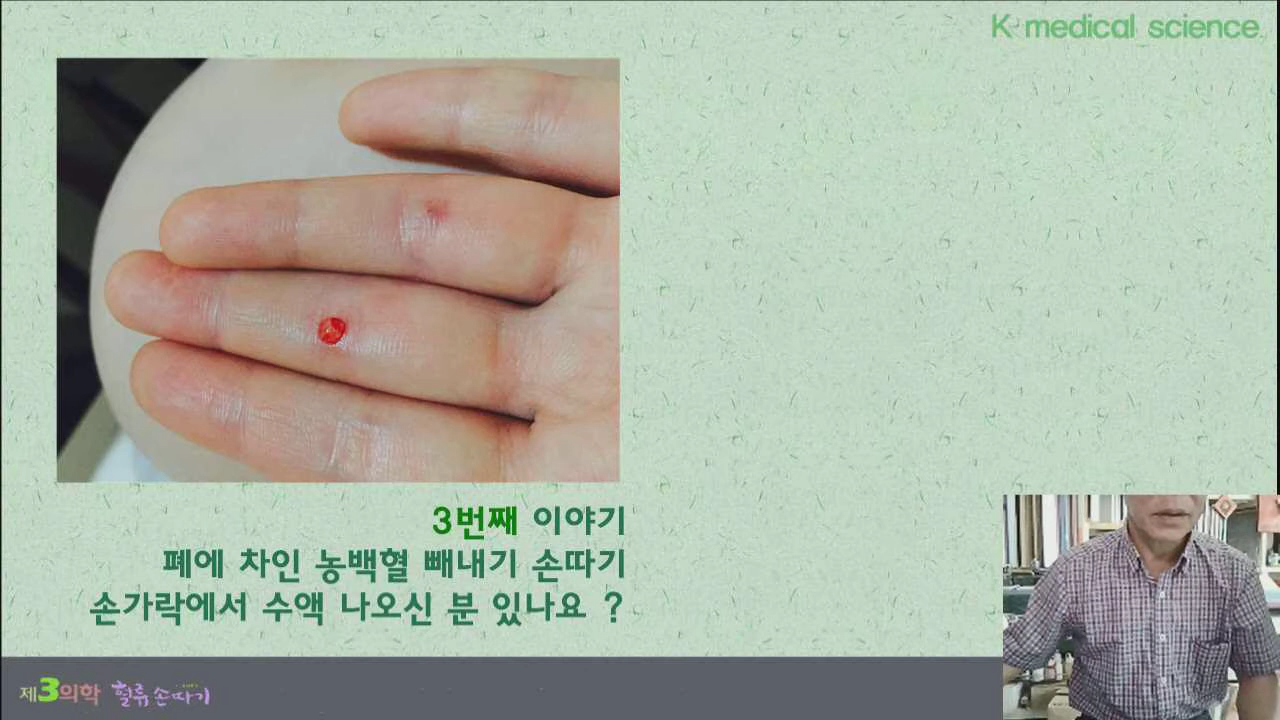 K medical science
3번째 이야기
폐에 차인 농백혈 빼내기 손따기
손가락에서 수액 나오신 분 있나요 ?
제3의학 혈류 손따기